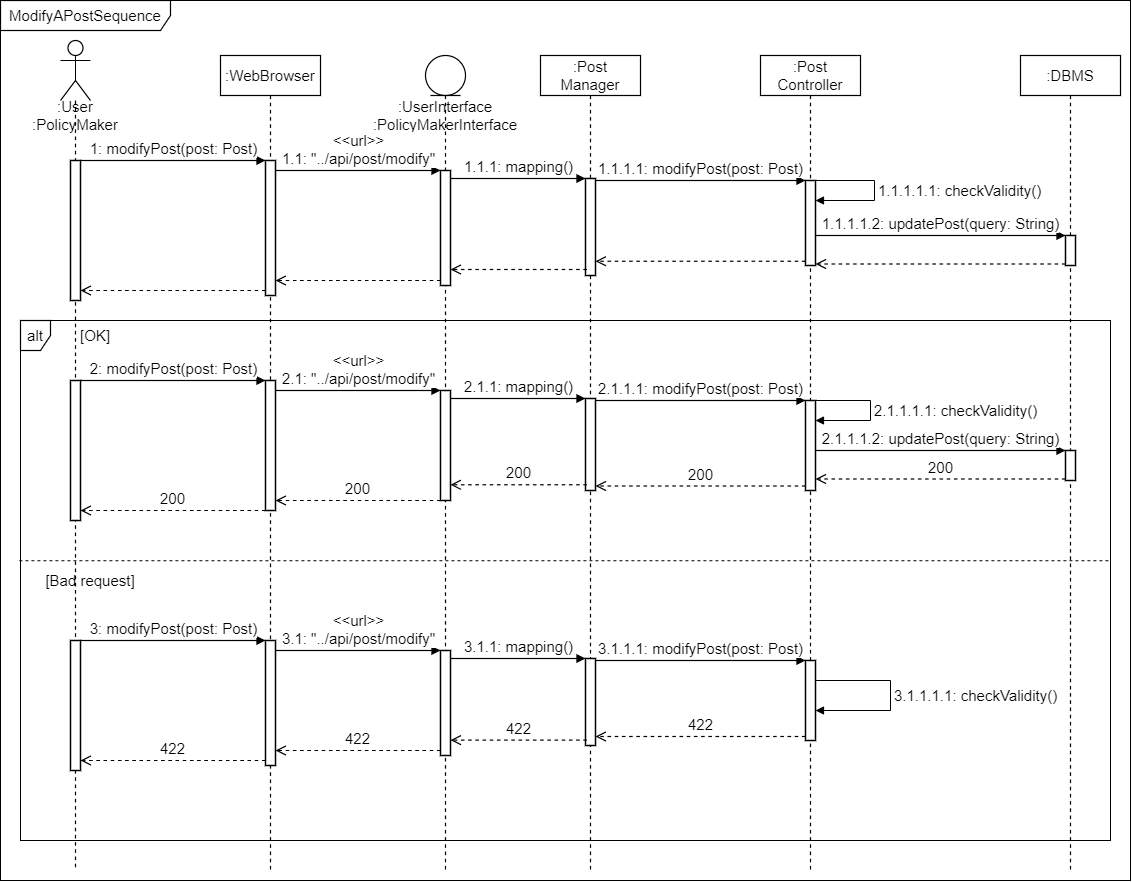 ModifyAPostSequence
:User
:PolicyMaker
:WebBrowser
:UserInterface
:PolicyMakerInterface
:Post
Manager
:Post
Controller
:DBMS
1: modifyPost(post: Post)
<<url>>
1.1: "../api/post/modify"
1.1.1: mapping()
1.1.1.1: modifyPost(post: Post)
1.1.1.1.1: checkValidity()
1.1.1.1.2: updatePost(query: String)
alt
[OK]
2: modifyPost(post: Post)
<<url>>
2.1: "../api/post/modify"
2.1.1: mapping()
2.1.1.1: modifyPost(post: Post)
2.1.1.1.1: checkValidity()
2.1.1.1.2: updatePost(query: String)
200
200
200
200
200
[Bad request]
3: modifyPost(post: Post)
<<url>>
3.1: "../api/post/modify"
3.1.1: mapping()
3.1.1.1: modifyPost(post: Post)
3.1.1.1.1: checkValidity()
422
422
422
422